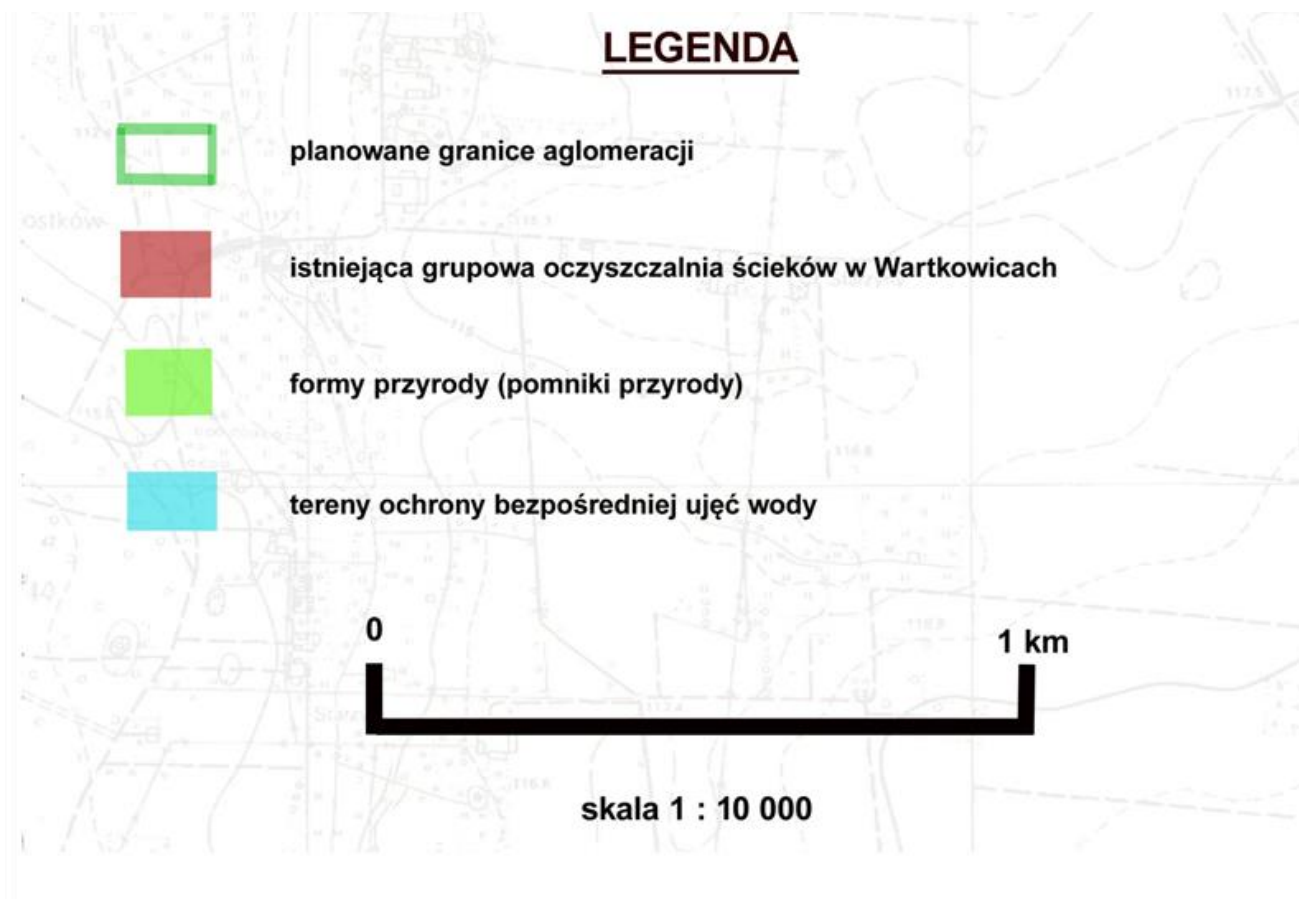 LEGENDA
planowane granice aglomeracji
istniejąca grupowa oczyszczalnia ścieków w Wartkowicach
formy przyrody (pomniki przyrody)
tereny ochrony bezpośredniej ujęć wody
0
1 km
skala 1 : 10 000